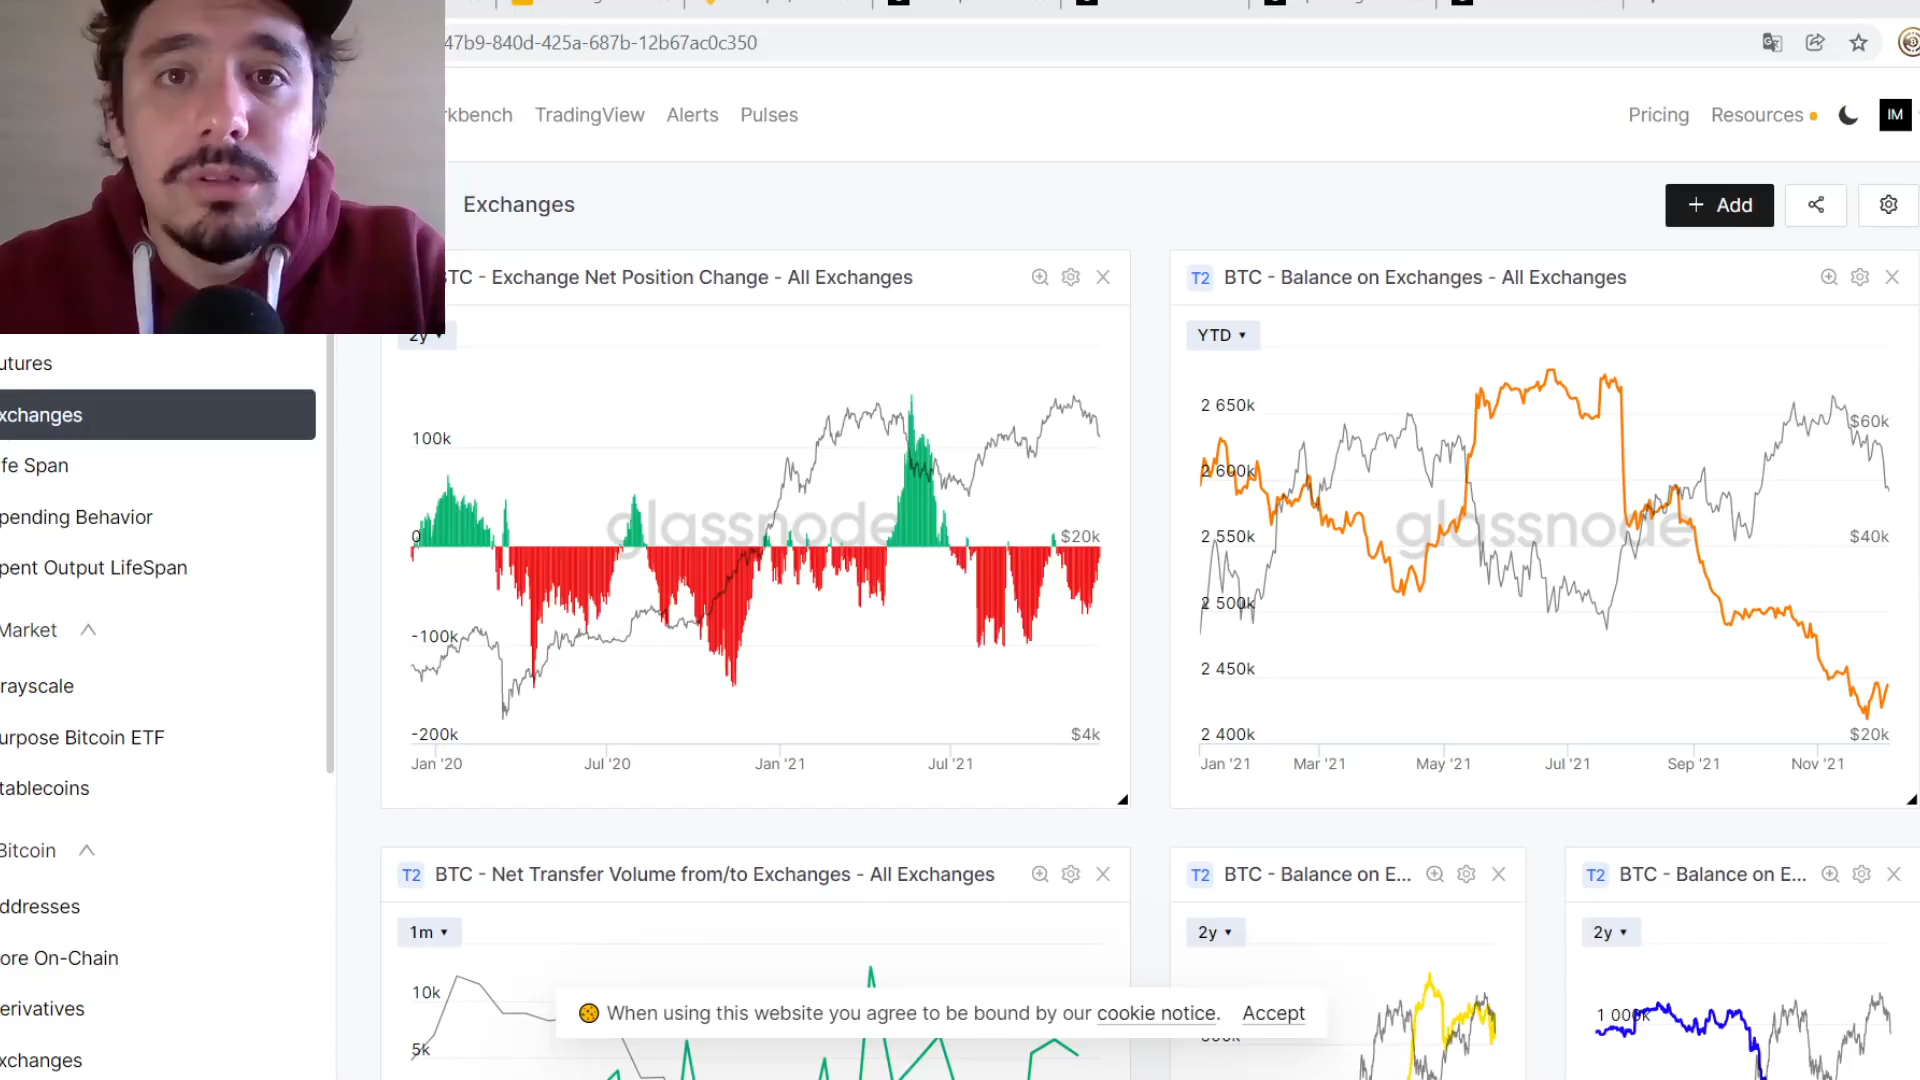 47b9-840d-425a-687b-12b67ac0c350
rkbench TradingView Alerts Pulses Pricing Resources IM
Exchanges + Add
TC - Exchange Net Position Change - All Exchanges
2y
100k
0
-100k
-200k
$20k
$4k
glassnode
Jan '20 Jul '20 Jan '21 Jul '21
T2 BTC - Balance on Exchanges - All Exchanges
YTD
2 650k
2 600k
2 550k
2 500k
2 450k
2 400k
$60k
$40k
$20k
glassnode
Jan '21 Mar '21 May '21 Jul '21 Sep '21 Nov '21
utures
xchanges
fe Span
pending Behavior
pent Output LifeSpan
Market
rayscale
urpose Bitcoin ETF
tablecoins
Bitcoin
ddresses
ore On-Chain
erivatives
xchanges
T2 BTC - Net Transfer Volume from/to Exchanges - All Exchanges
1m
10k
5k
T2 BTC - Balance on E...
2y
T2 BTC - Balance on E...
2y
1 000k
When using this website you agree to be bound by our cookie notice. Accept